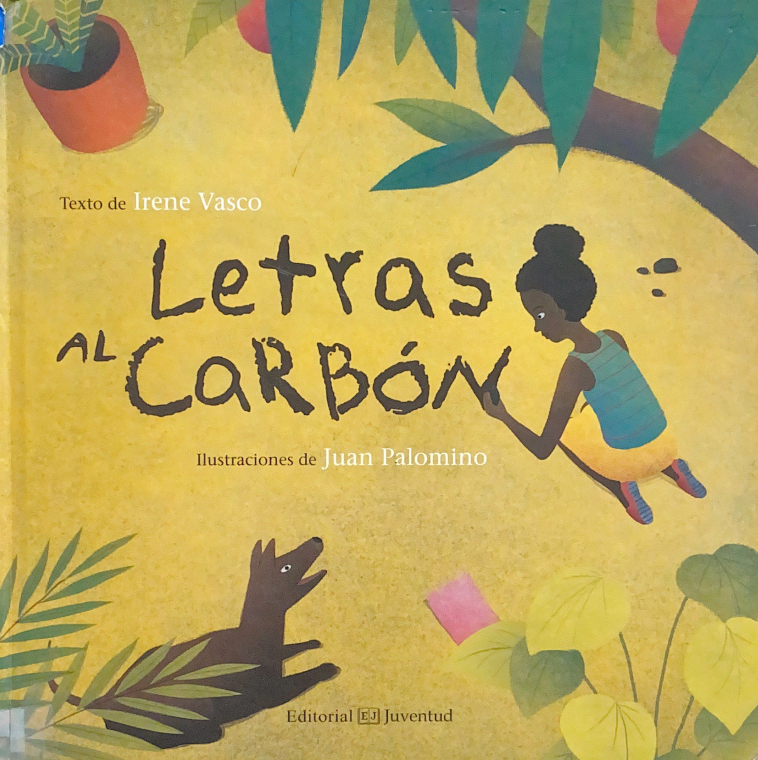 Texto de Irene Vasco
Letras
AL CARBÓN
Ilustraciones de Juan Palomino
Editorial EJ Juventud